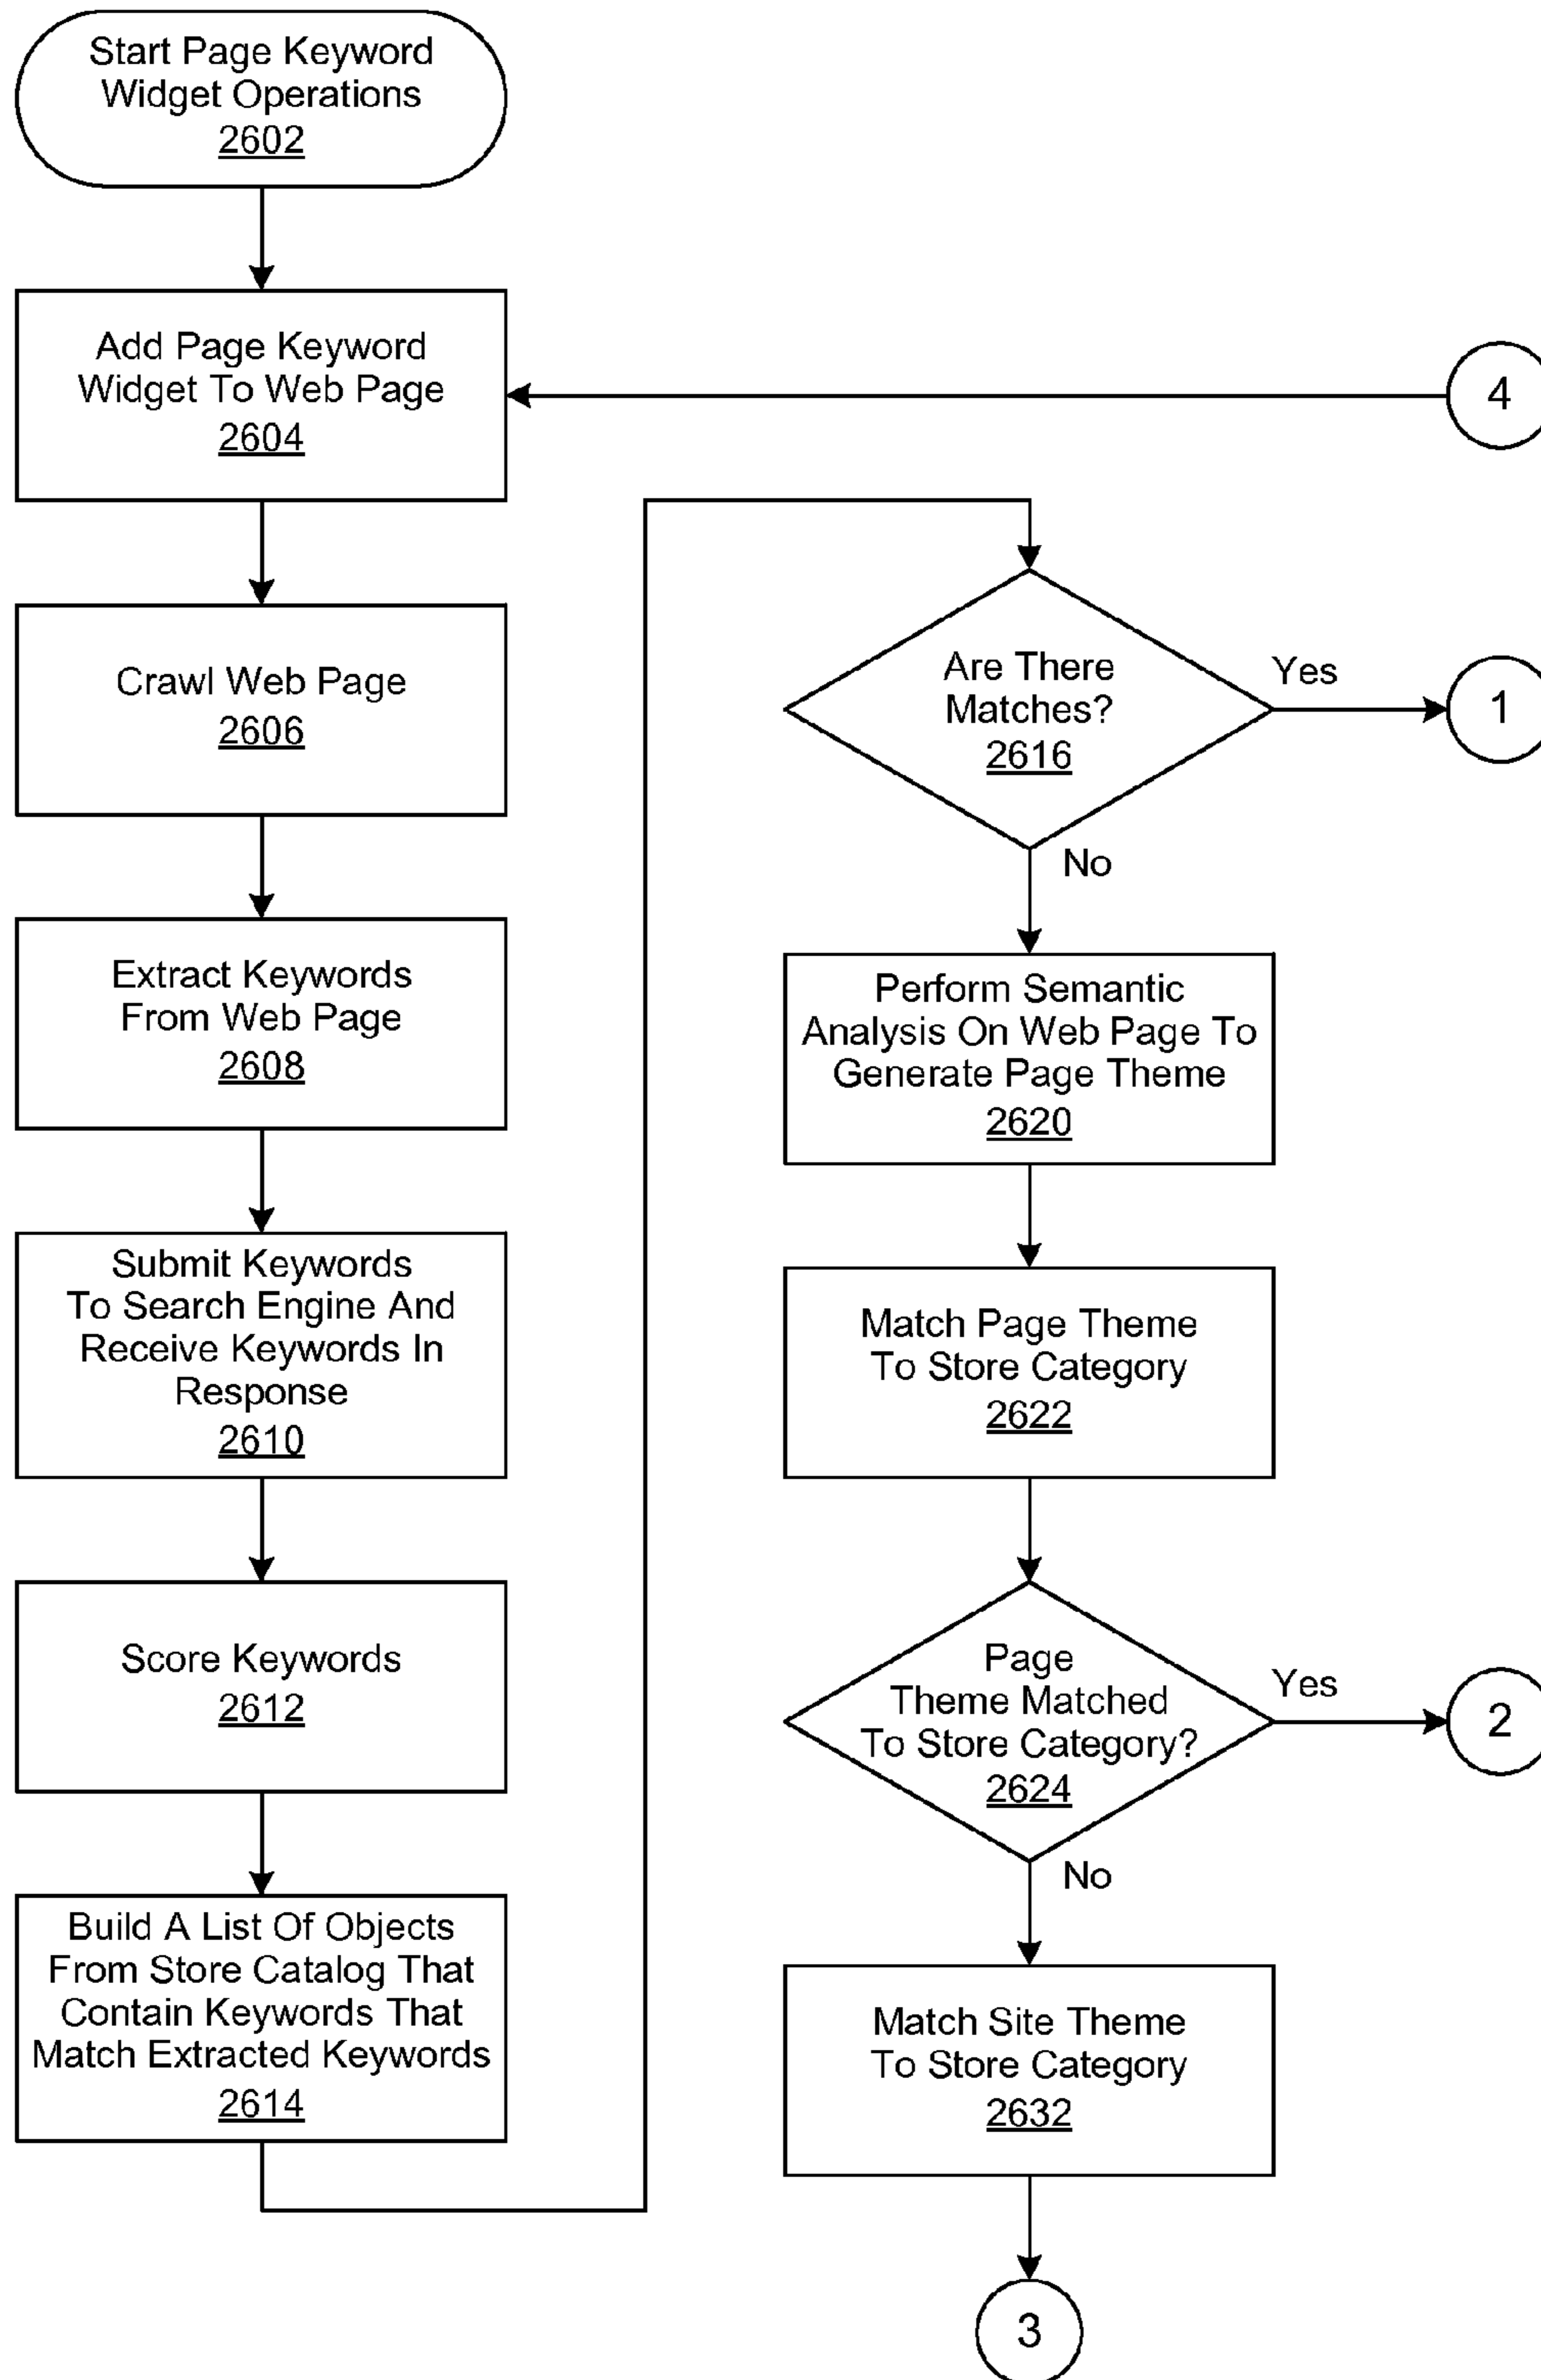 Start Page Keyword
Widget Operations
2602
Add Page Keyword
Widget To Web Page
2604
4
Crawl Web Page
2606
Extract Keywords
From Web Page
2608
Submit Keywords
To Search Engine And
Receive Keywords In
Response
2610
Score Keywords
2612
Build A List Of Objects
From Store Catalog That
Contain Keywords That
Match Extracted Keywords
2614
Are There
Matches?
2616
Yes
1
No
Perform Semantic
Analysis On Web Page To
Generate Page Theme
2620
Match Page Theme
To Store Category
2622
Page
Theme Matched
To Store Category?
2624
Yes
2
No
Match Site Theme
To Store Category
2632
3